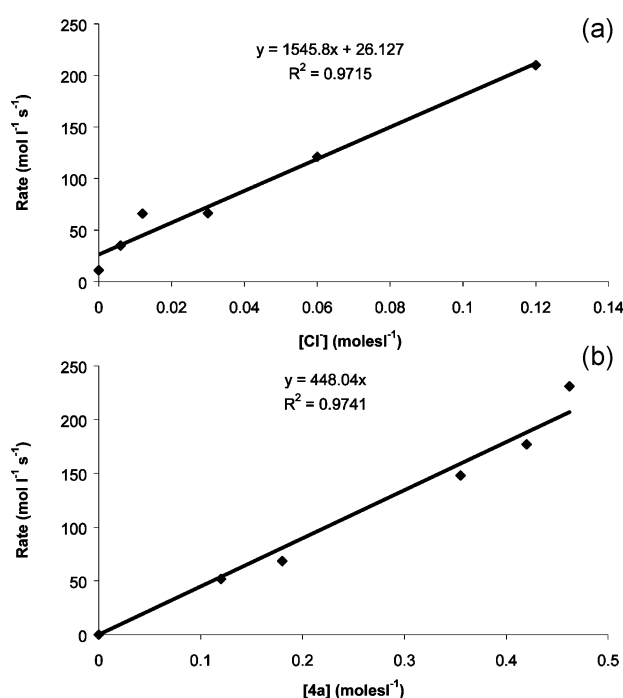 (a)
y = 1545.8x + 26.127
R² = 0.9715
Rate (mol l⁻¹ s⁻¹)
250
200
150
100
50
0
0 0.02 0.04 0.06 0.08 0.1 0.12 0.14
[Cl⁻] (molesl⁻¹)
(b)
y = 448.04x
R² = 0.9741
Rate (mol l⁻¹ s⁻¹)
250
200
150
100
50
0
0 0.1 0.2 0.3 0.4 0.5
[4a] (molesl⁻¹)